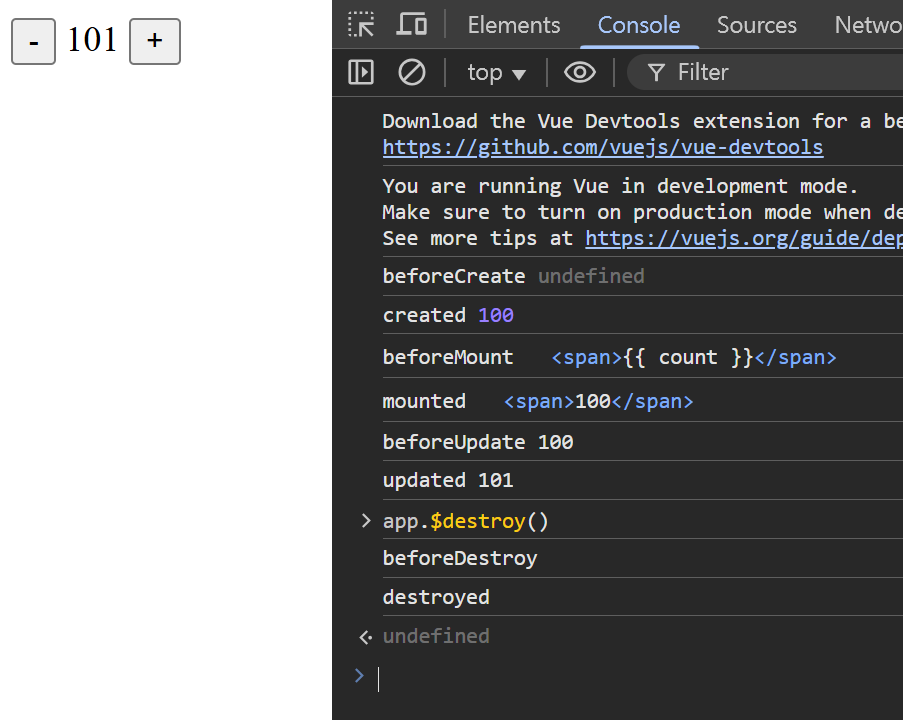 - 101 +
Elements Console Sources
top Filter
Download the Vue Devtools extension for a
https://github.com/vuejs/vue-devtools
You are running Vue in development mode.
Make sure to turn on production mode when
See more tips at https://vuejs.org/guide/dep
beforeCreate undefined
created 100
beforeMount <span>{{ count }}</span>
mounted <span>100</span>
beforeUpdate 100
updated 101
> app.$destroy()
beforeDestroy
destroyed
undefined
>